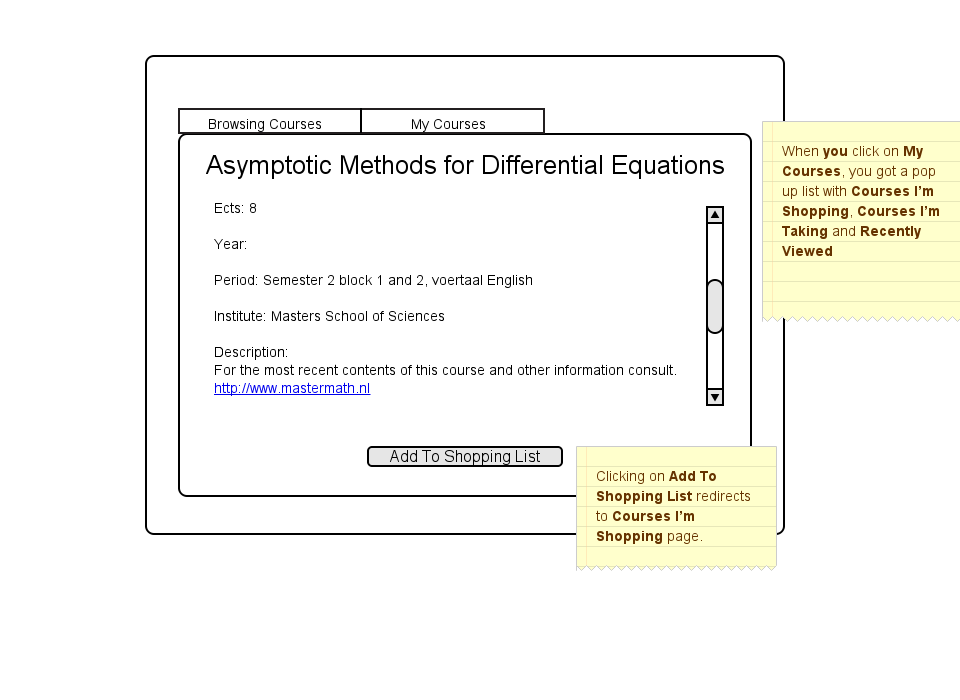 Browsing Courses
My Courses
Asymptotic Methods for Differential Equations
Ects: 8
Year:
Period: Semester 2 block 1 and 2, voertaal English
Institute: Masters School of Sciences
Description:
For the most recent contents of this course and other information consult.
http://www.mastermath.nl
Add To Shopping List
When you click on My
Courses, you got a pop
up list with Courses I'm
Shopping, Courses I'm
Taking and Recently
Viewed
Clicking on Add To
Shopping List redirects
to Courses I'm
Shopping page.